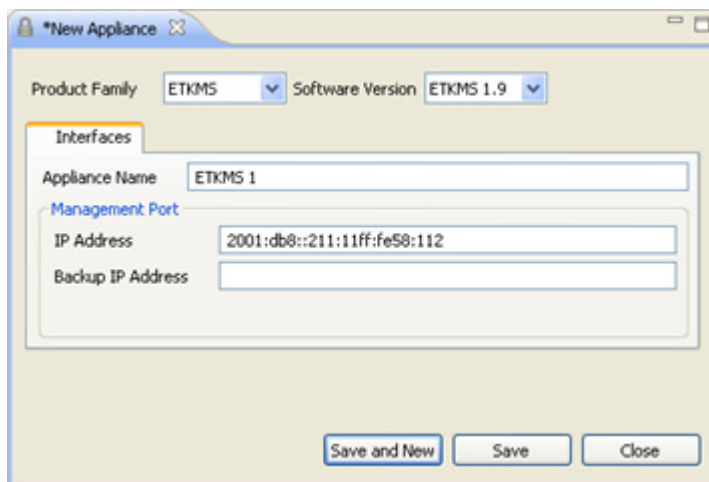 *New Appliance
Product Family ETKMS Software Version ETKMS 1.9
Interfaces
Appliance Name ETKMS 1
Management Port
IP Address 2001:db8::211:11ff:fe58:112
Backup IP Address
Save and New Save Close